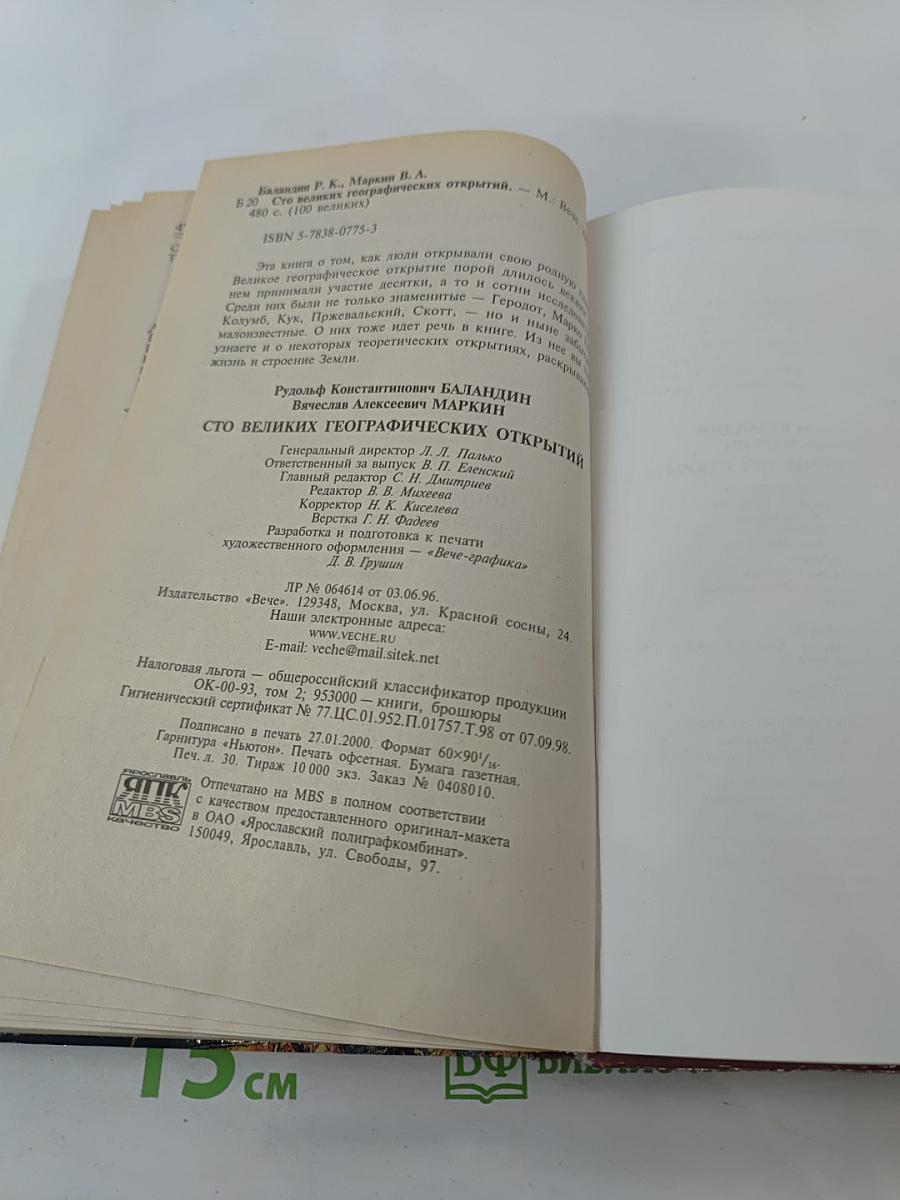 Баландин Р. К., Маркин В. А.
Б 20 Сто великих географических открытий. — М.: Вече,
480 с. (100 великих)
ISBN 5-7838-0775-3
Эта книга о том, как люди открывали свою родную
Великое географическое открытие порой длилось веками
нем принимали участие десятки, а то и сотни
Среди них были не только знаменитые — Геродот, Марко
Колумб, Кук, Пржевальский, Скотт, — но и ныне
малоизвестные. О них тоже идет речь в книге. Из нее вы
узнаете и о некоторых теоретических открытиях,
жизнь и строение Земли.
Рудольф Константинович БАЛАНДИН
Вячеслав Алексеевич МАРКИН
СТО ВЕЛИКИХ ГЕОГРАФИЧЕСКИХ ОТКРЫТИЙ
Генеральный директор Л. Л. Палько
Ответственный за выпуск В. П. Еленский
Главный редактор С. Н. Дмитриев
Редактор В. В. Михеева
Корректор Н. К. Киселева
Верстка Г. Н. Фадеев
Разработка и подготовка к печати
художественного оформления — «Вече-графика»
Д. В. Грушин
ЛР № 064614 от 03.06.96.
Издательство «Вече». 129348, Москва, ул. Красной сосны, 24.
Наши электронные адреса:
WWW.VECHE.RU
E-mail: veche@mail.sitek.net
Налоговая льгота — общероссийский классификатор продукции
ОК-00-93, том 2; 953000 — книги, брошюры
Гигиенический сертификат № 77.ЦС.01.952.П.01757.Т.98 от 07.09.98.
Подписано в печать 27.01.2000. Формат 60×90 1/16.
Гарнитура «Ньютон». Печать офсетная. Бумага газетная.
Печ. л. 30. Тираж 10 000 экз. Заказ № 0408010.
ЯРОСЛАВЛЬ
ЯПК
MBS
КАЧЕСТВО
Отпечатано на MBS в полном соответствии
с качеством предоставленного оригинал-макета
в ОАО «Ярославский полиграфкомбинат».
150049, Ярославль, ул. Свободы, 97.
15 см